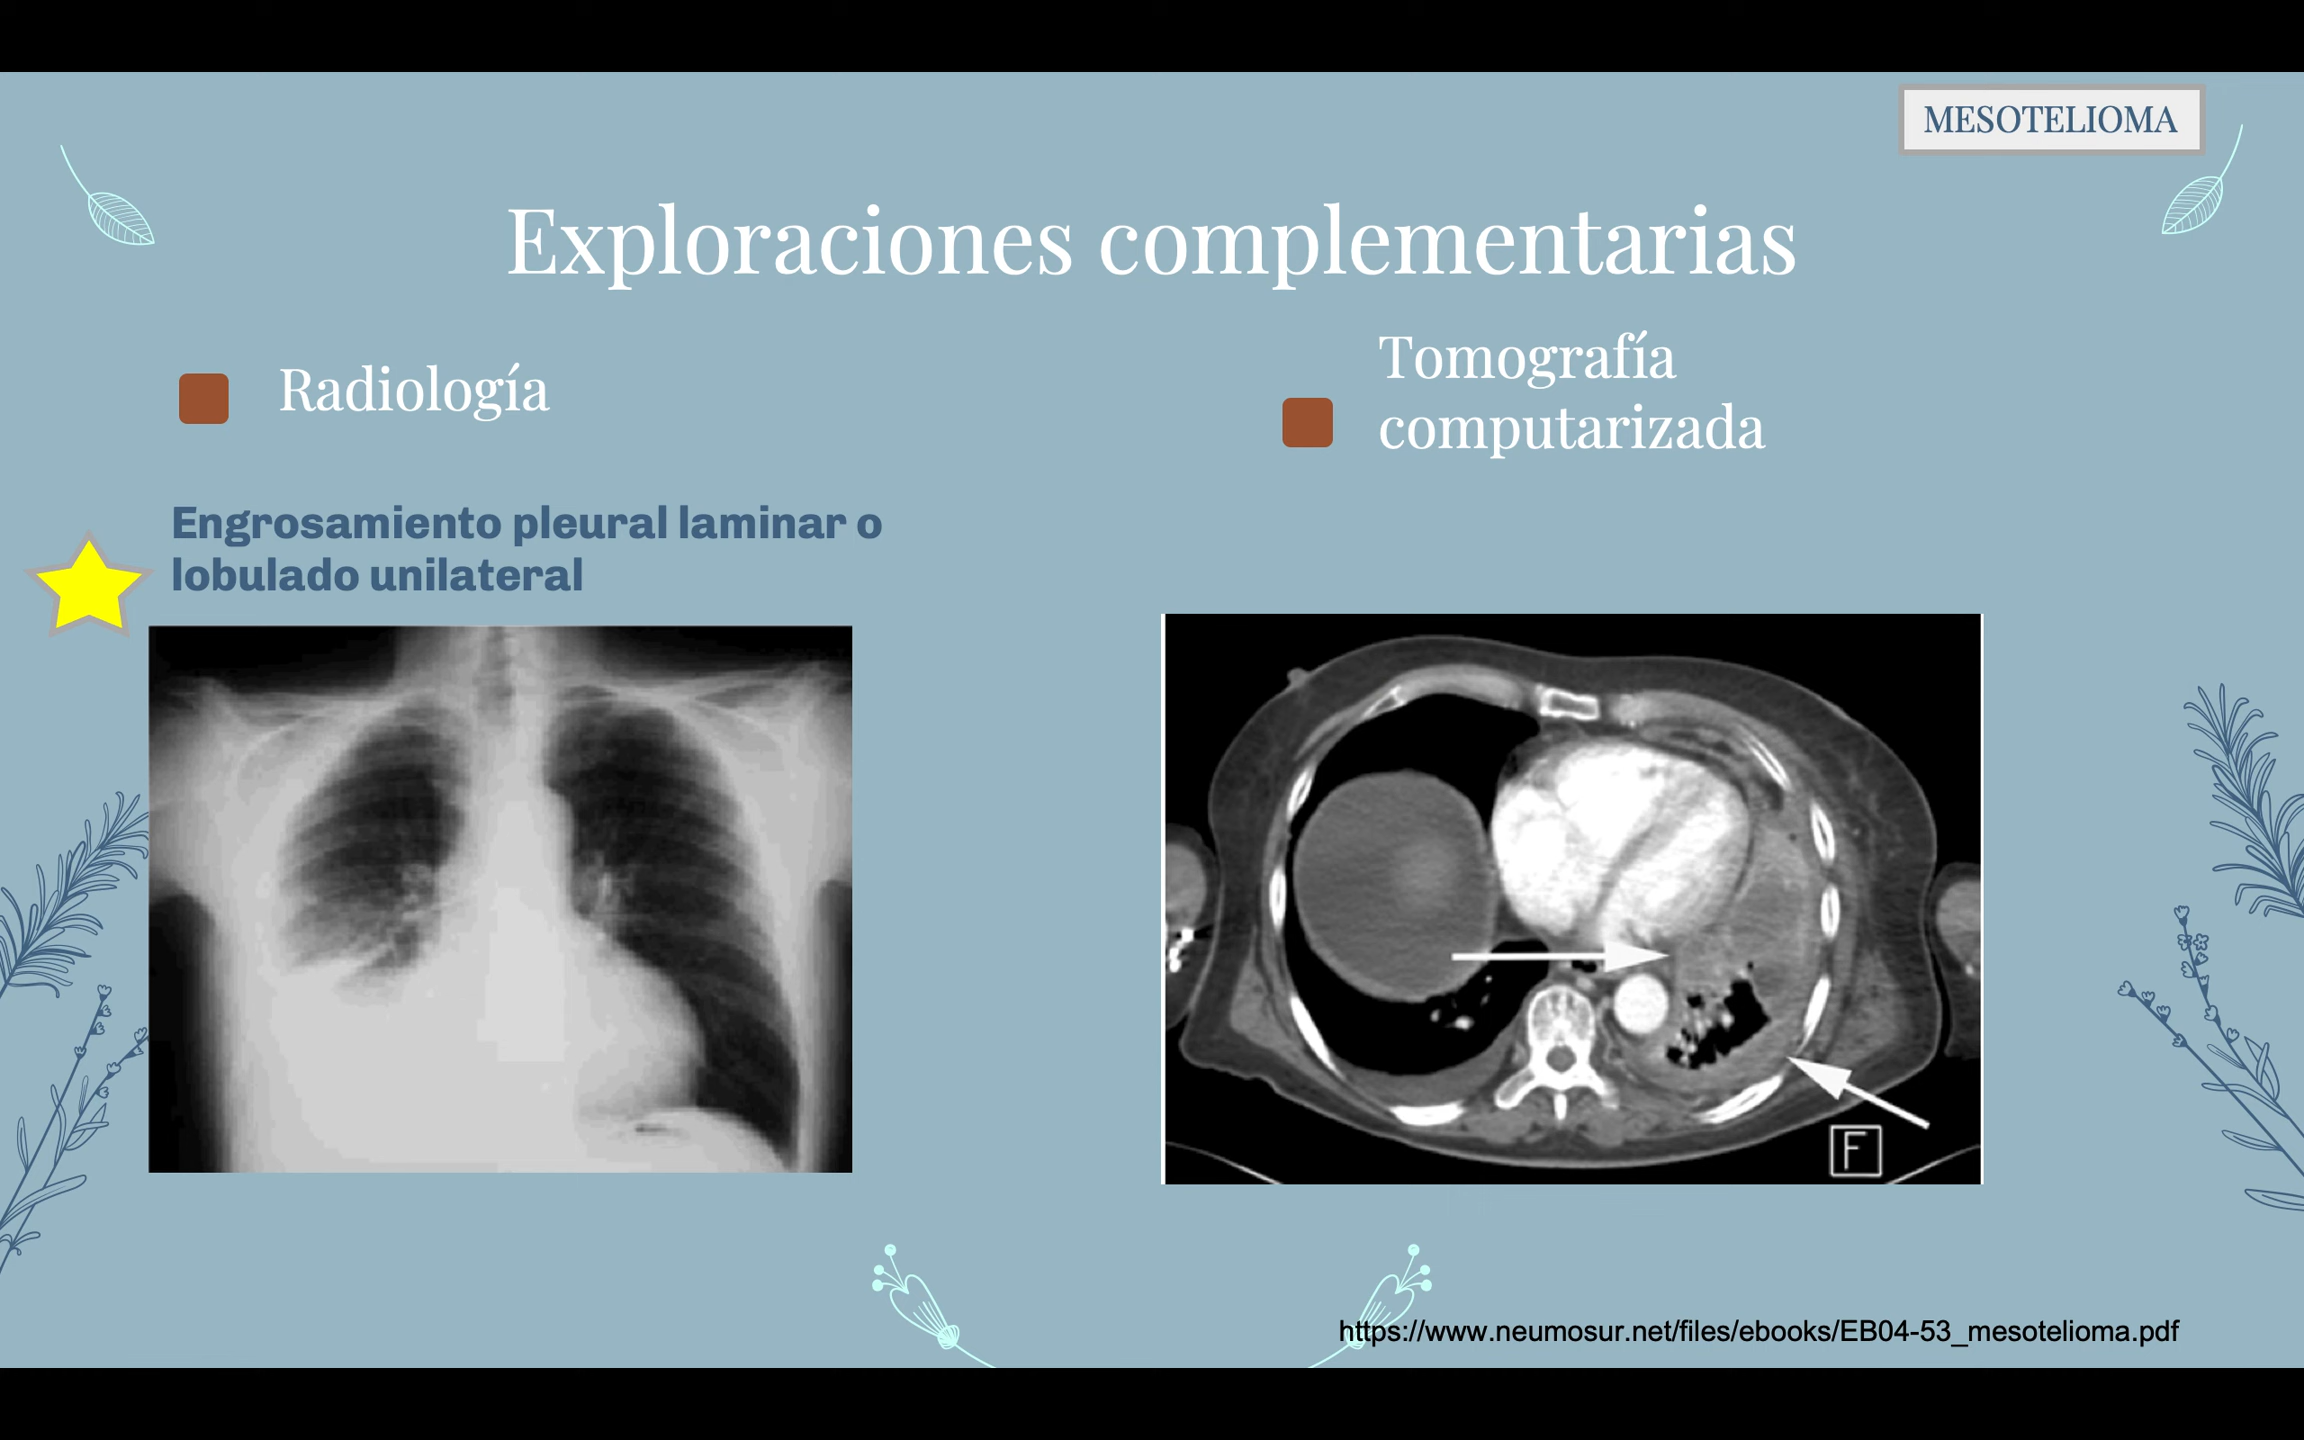 MESOTELIOMA
Exploraciones complementarias
Radiología
Engrosamiento pleural laminar o
lobulado unilateral
Tomografía
computarizada
F
https://www.neumosur.net/files/ebooks/EB04-53_mesotelioma.pdf